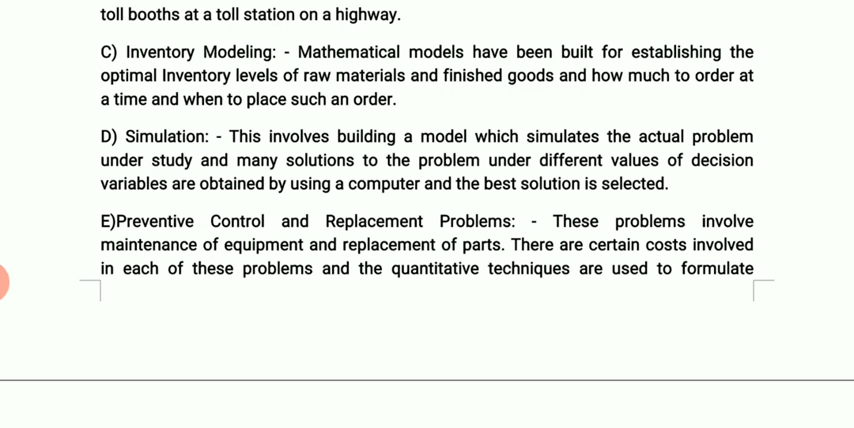 toll booths at a toll station on a highway.
C) Inventory Modeling: - Mathematical models have been built for establishing the
optimal Inventory levels of raw materials and finished goods and how much to order at
a time and when to place such an order.
D) Simulation: - This involves building a model which simulates the actual problem
under study and many solutions to the problem under different values of decision
variables are obtained by using a computer and the best solution is selected.
E)Preventive Control and Replacement Problems: - These problems involve
maintenance of equipment and replacement of parts. There are certain costs involved
in each of these problems and the quantitative techniques are used to formulate